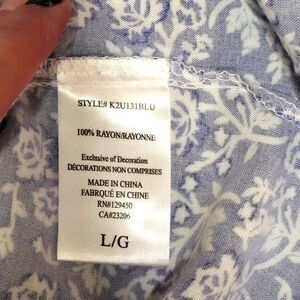 STYLE# K2U131BLU
100% RAYON/RAYONNE
Exclusive of Decoration
DÉCORATIONS NON COMPRISES
MADE IN CHINA
FABRIQUÉ EN CHINE
RN#129450
CA#23206
L/G